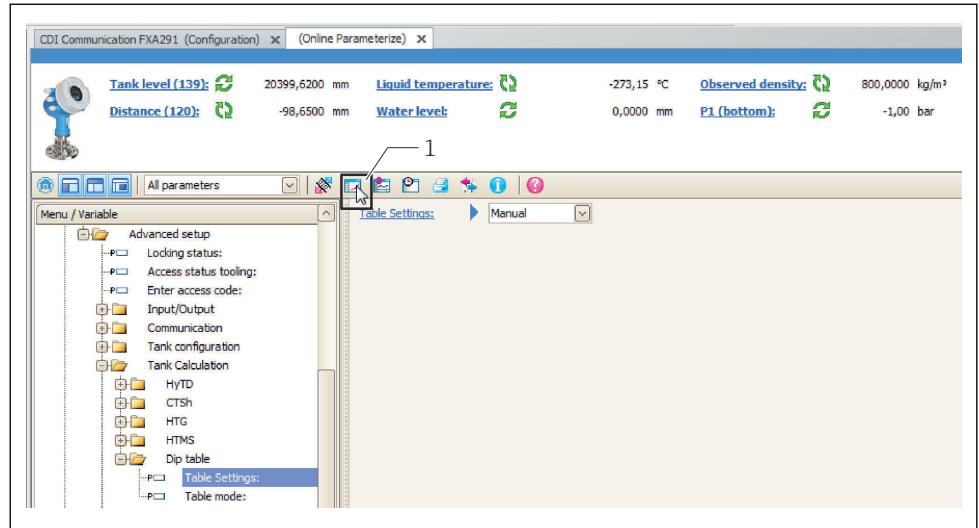 CDI Communication FXA291 (Configuration) x (Online Parameterize) x
Tank level (139): 20399,6200 mm Liquid temperature: -273,15 °C Observed density: 800,0000 kg/m³
Distance (120): -98,6500 mm Water level: 0,0000 mm P1 (bottom): -1,00 bar
1
All parameters
Menu / Variable
Table Settings: Manual
Advanced setup
Locking status:
Access status tooling:
Enter access code:
Input/Output
Communication
Tank configuration
Tank Calculation
HyTD
CTSh
HTG
HTMS
Dip table
Table Settings:
Table mode: